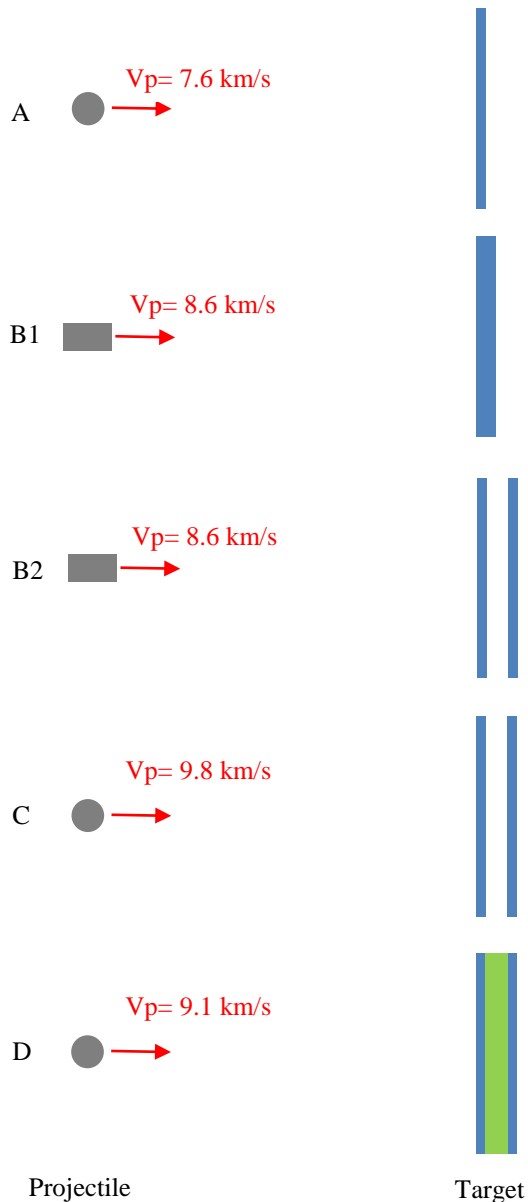 Vp= 7.6 km/s
A
Vp= 8.6 km/s
B1
Vp= 8.6 km/s
B2
Vp= 9.8 km/s
C
Vp= 9.1 km/s
D
Projectile
Target